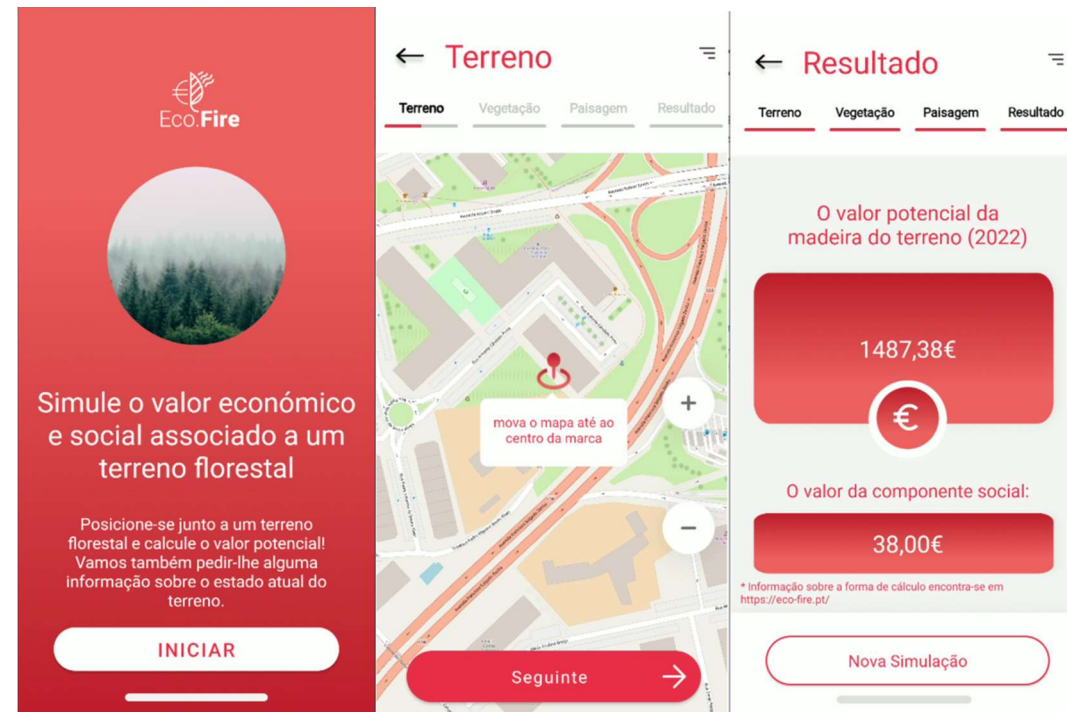 Eco.Fire
Simule o valor económico
e social associado a um
terreno florestal
Posicione-se junto a um terreno
florestal e calcule o valor potencial!
Vamos também pedir-lhe alguma
informação sobre o estado atual do
terreno.
INICIAR
← Terreno
Terreno Vegetação Paisagem Resultado
mova o mapa até ao
centro da marca
+
−
Seguinte →
← Resultado
Terreno Vegetação Paisagem Resultado
O valor potencial da
madeira do terreno (2022)
1487,38€
€
O valor da componente social:
38,00€
* Informação sobre a forma de cálculo encontra-se em
https://eco-fire.pt/
Nova Simulação